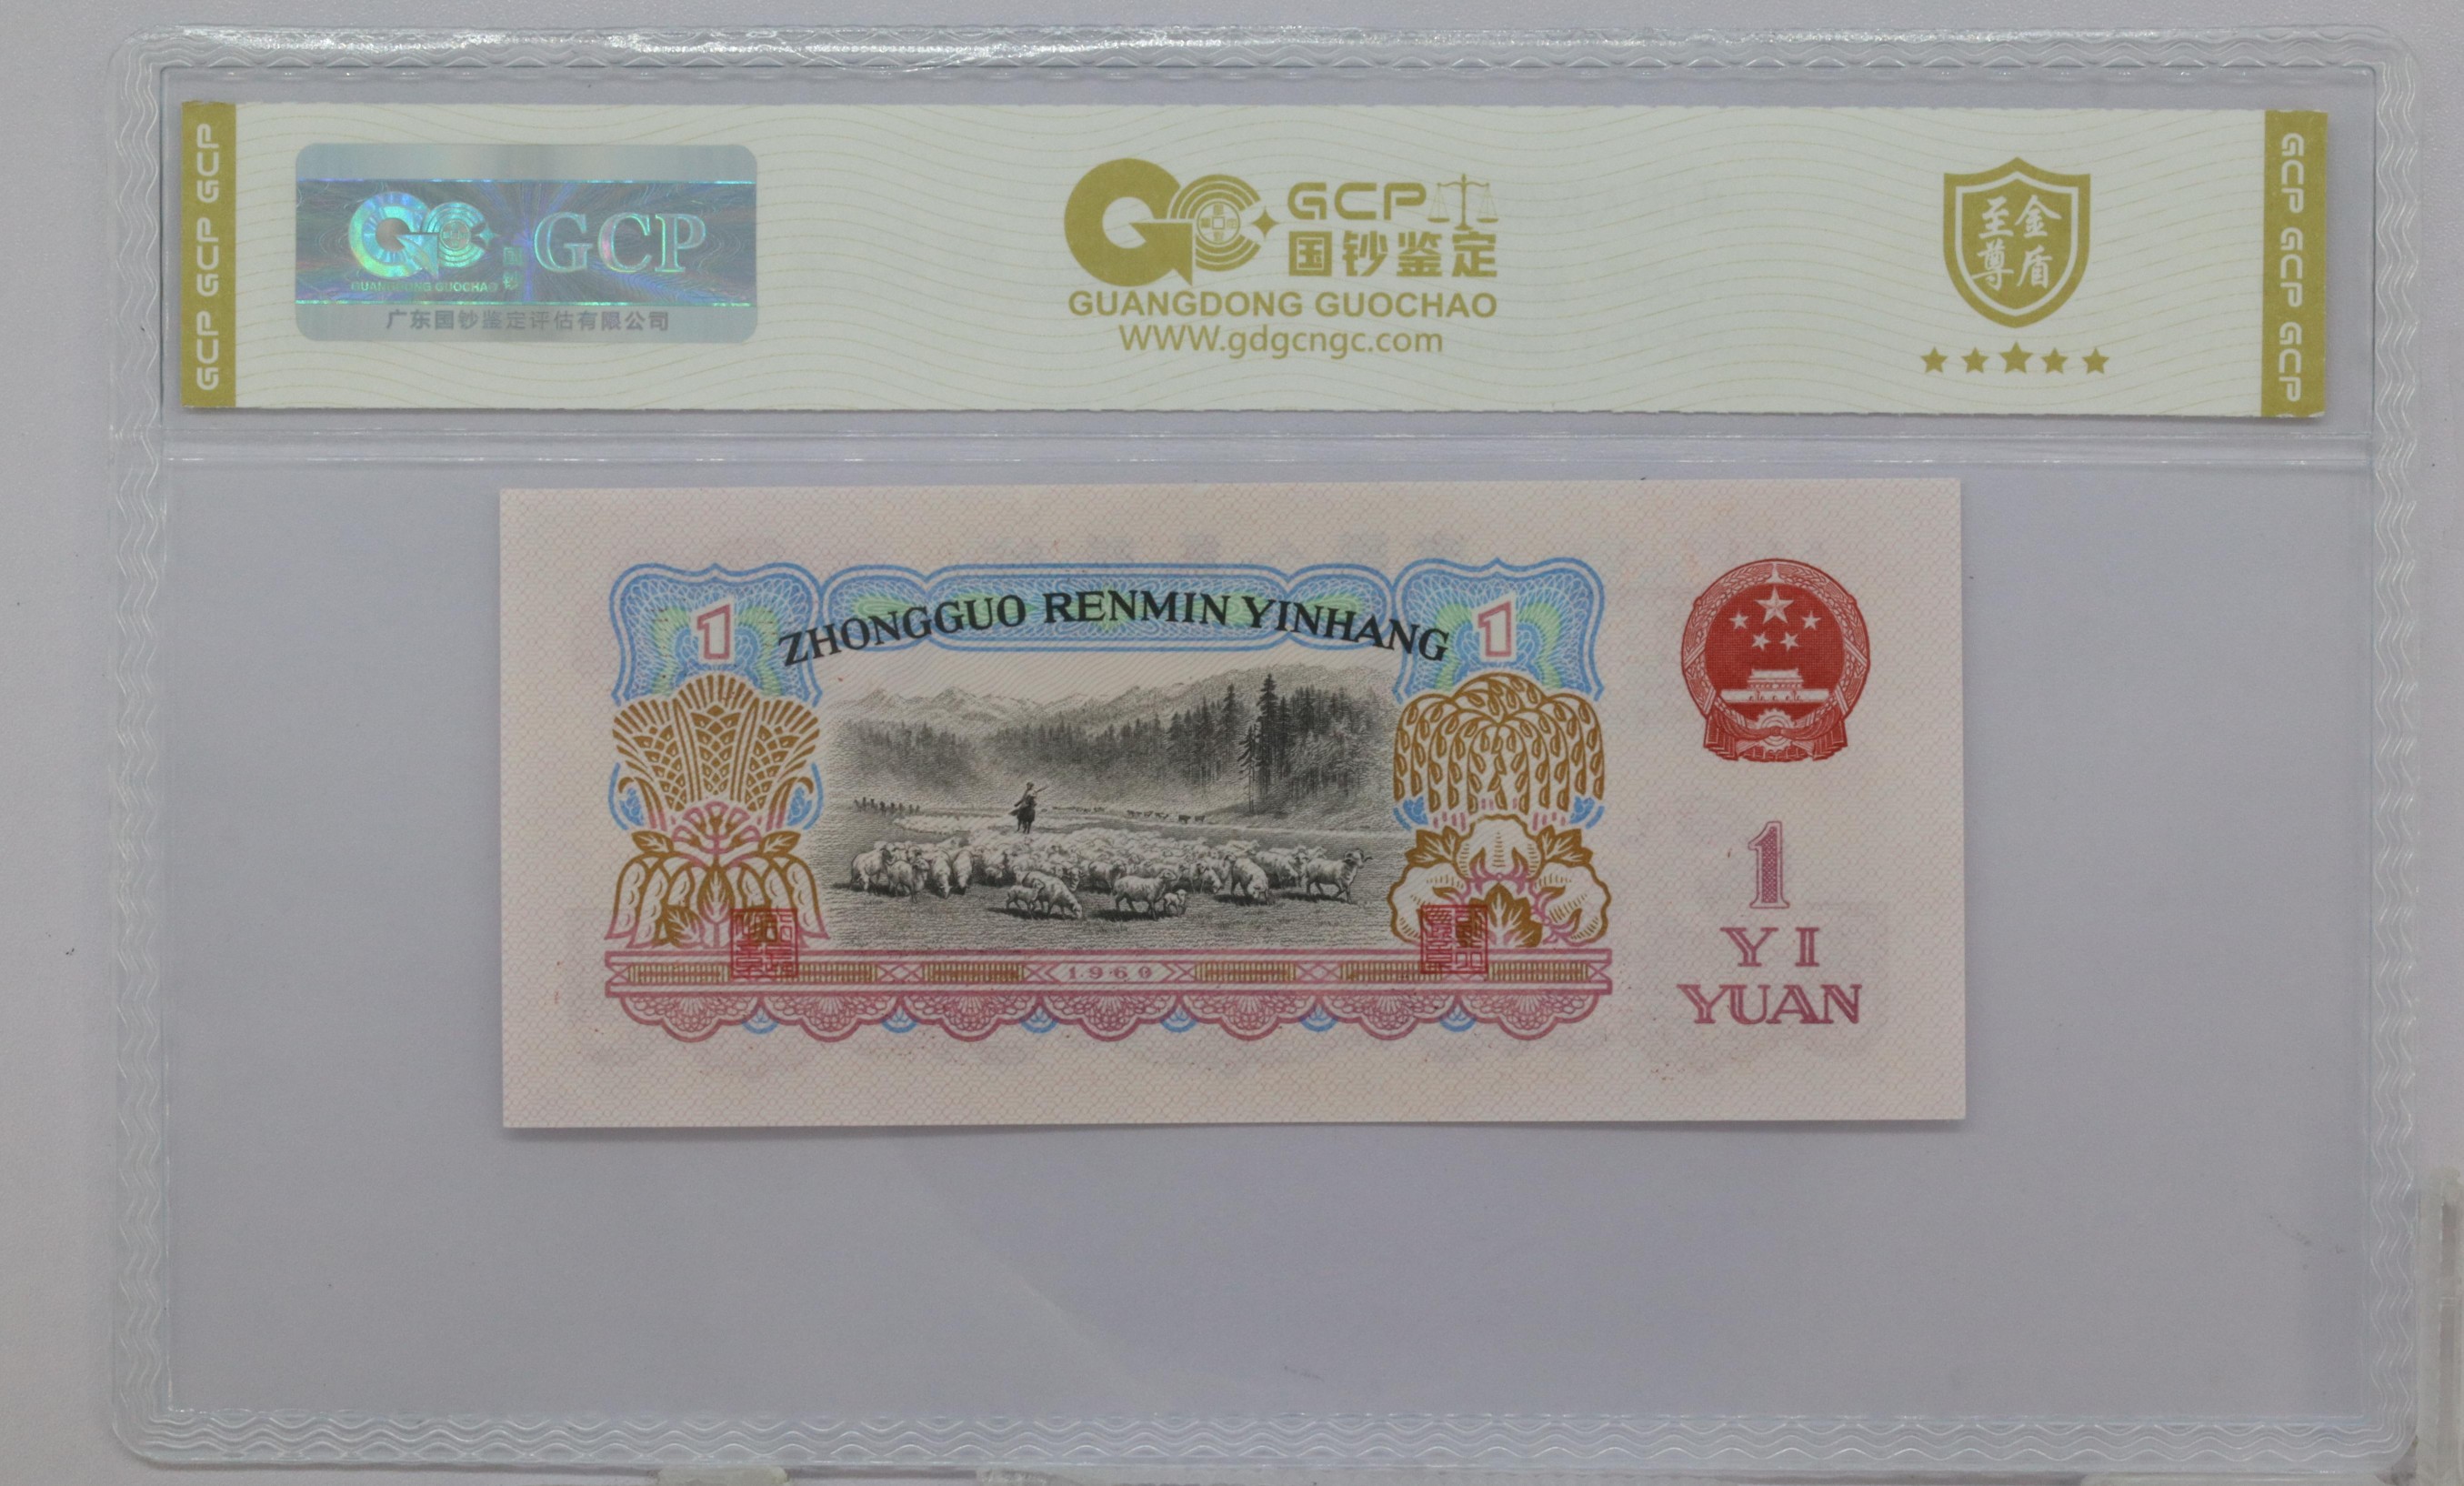 GCP GCP GCP
GCP
GUANGDONG GUOCHAO 国钞
广东国钞鉴定评估有限公司
GCP
国钞鉴定
GUANGDONG GUOCHAO
WWW.gdgcngc.com
至尊金盾
GCP GCP GCP
1
ZHONGGUO RENMIN YINHANG
1
1960
1
YI
YUAN